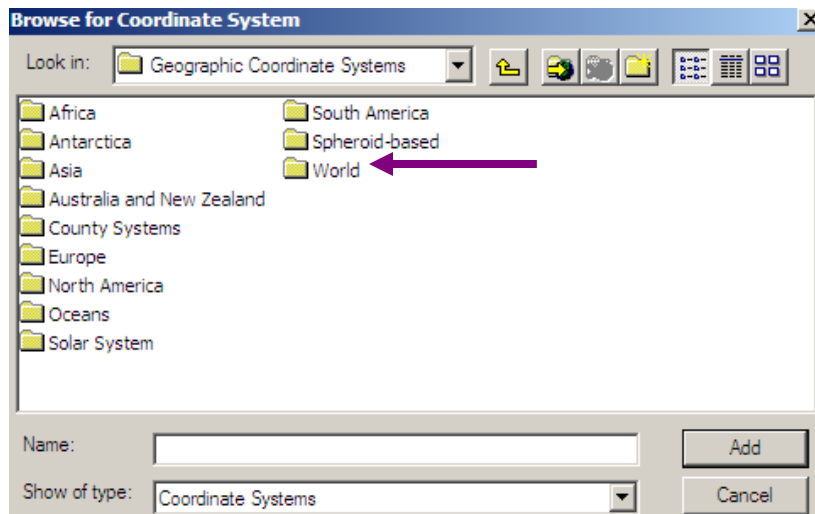 Browse for Coordinate System
Look in: Geographic Coordinate Systems
Africa
Antarctica
Asia
Australia and New Zealand
County Systems
Europe
North America
Oceans
Solar System
South America
Spheroid-based
World
Name:
Add
Show of type: Coordinate Systems
Cancel